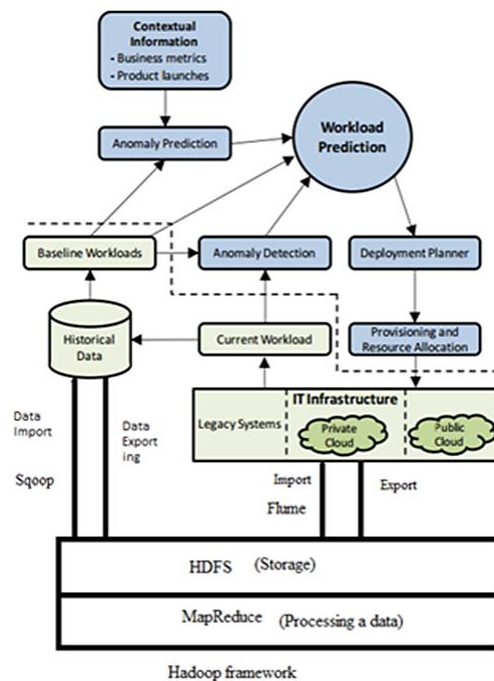 Contextual
Information
- Business metrics
- Product launches
Anomaly Prediction
Workload
Prediction
Baseline Workloads
Anomaly Detection
Deployment Planner
Historical
Data
Current Workload
Provisioning and
Resource Allocation
IT Infrastructure
Legacy Systems
Private
Cloud
Public
Cloud
Data
Import
Data
Export
ing
Sqoop
Import
Export
Flume
HDFS (Storage)
MapReduce (Processing a data)
Hadoop framework